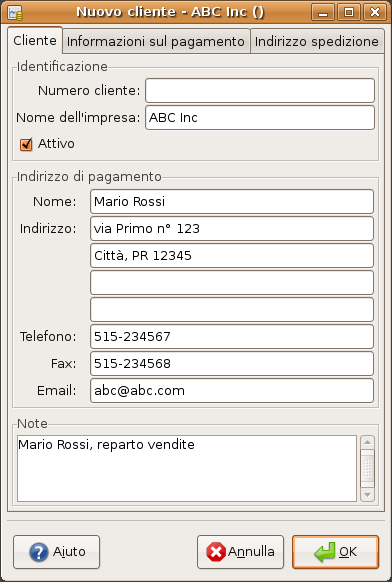 Nuovo cliente - ABC Inc ()
Cliente Informazioni sul pagamento Indirizzo spedizione
Identificazione
Numero cliente:
Nome dell'impresa: ABC Inc
Attivo
Indirizzo di pagamento
Nome: Mario Rossi
Indirizzo: via Primo n° 123
Città, PR 12345
Telefono: 515-234567
Fax: 515-234568
Email: abc@abc.com
Note
Mario Rossi, reparto vendite
Aiuto Annulla OK